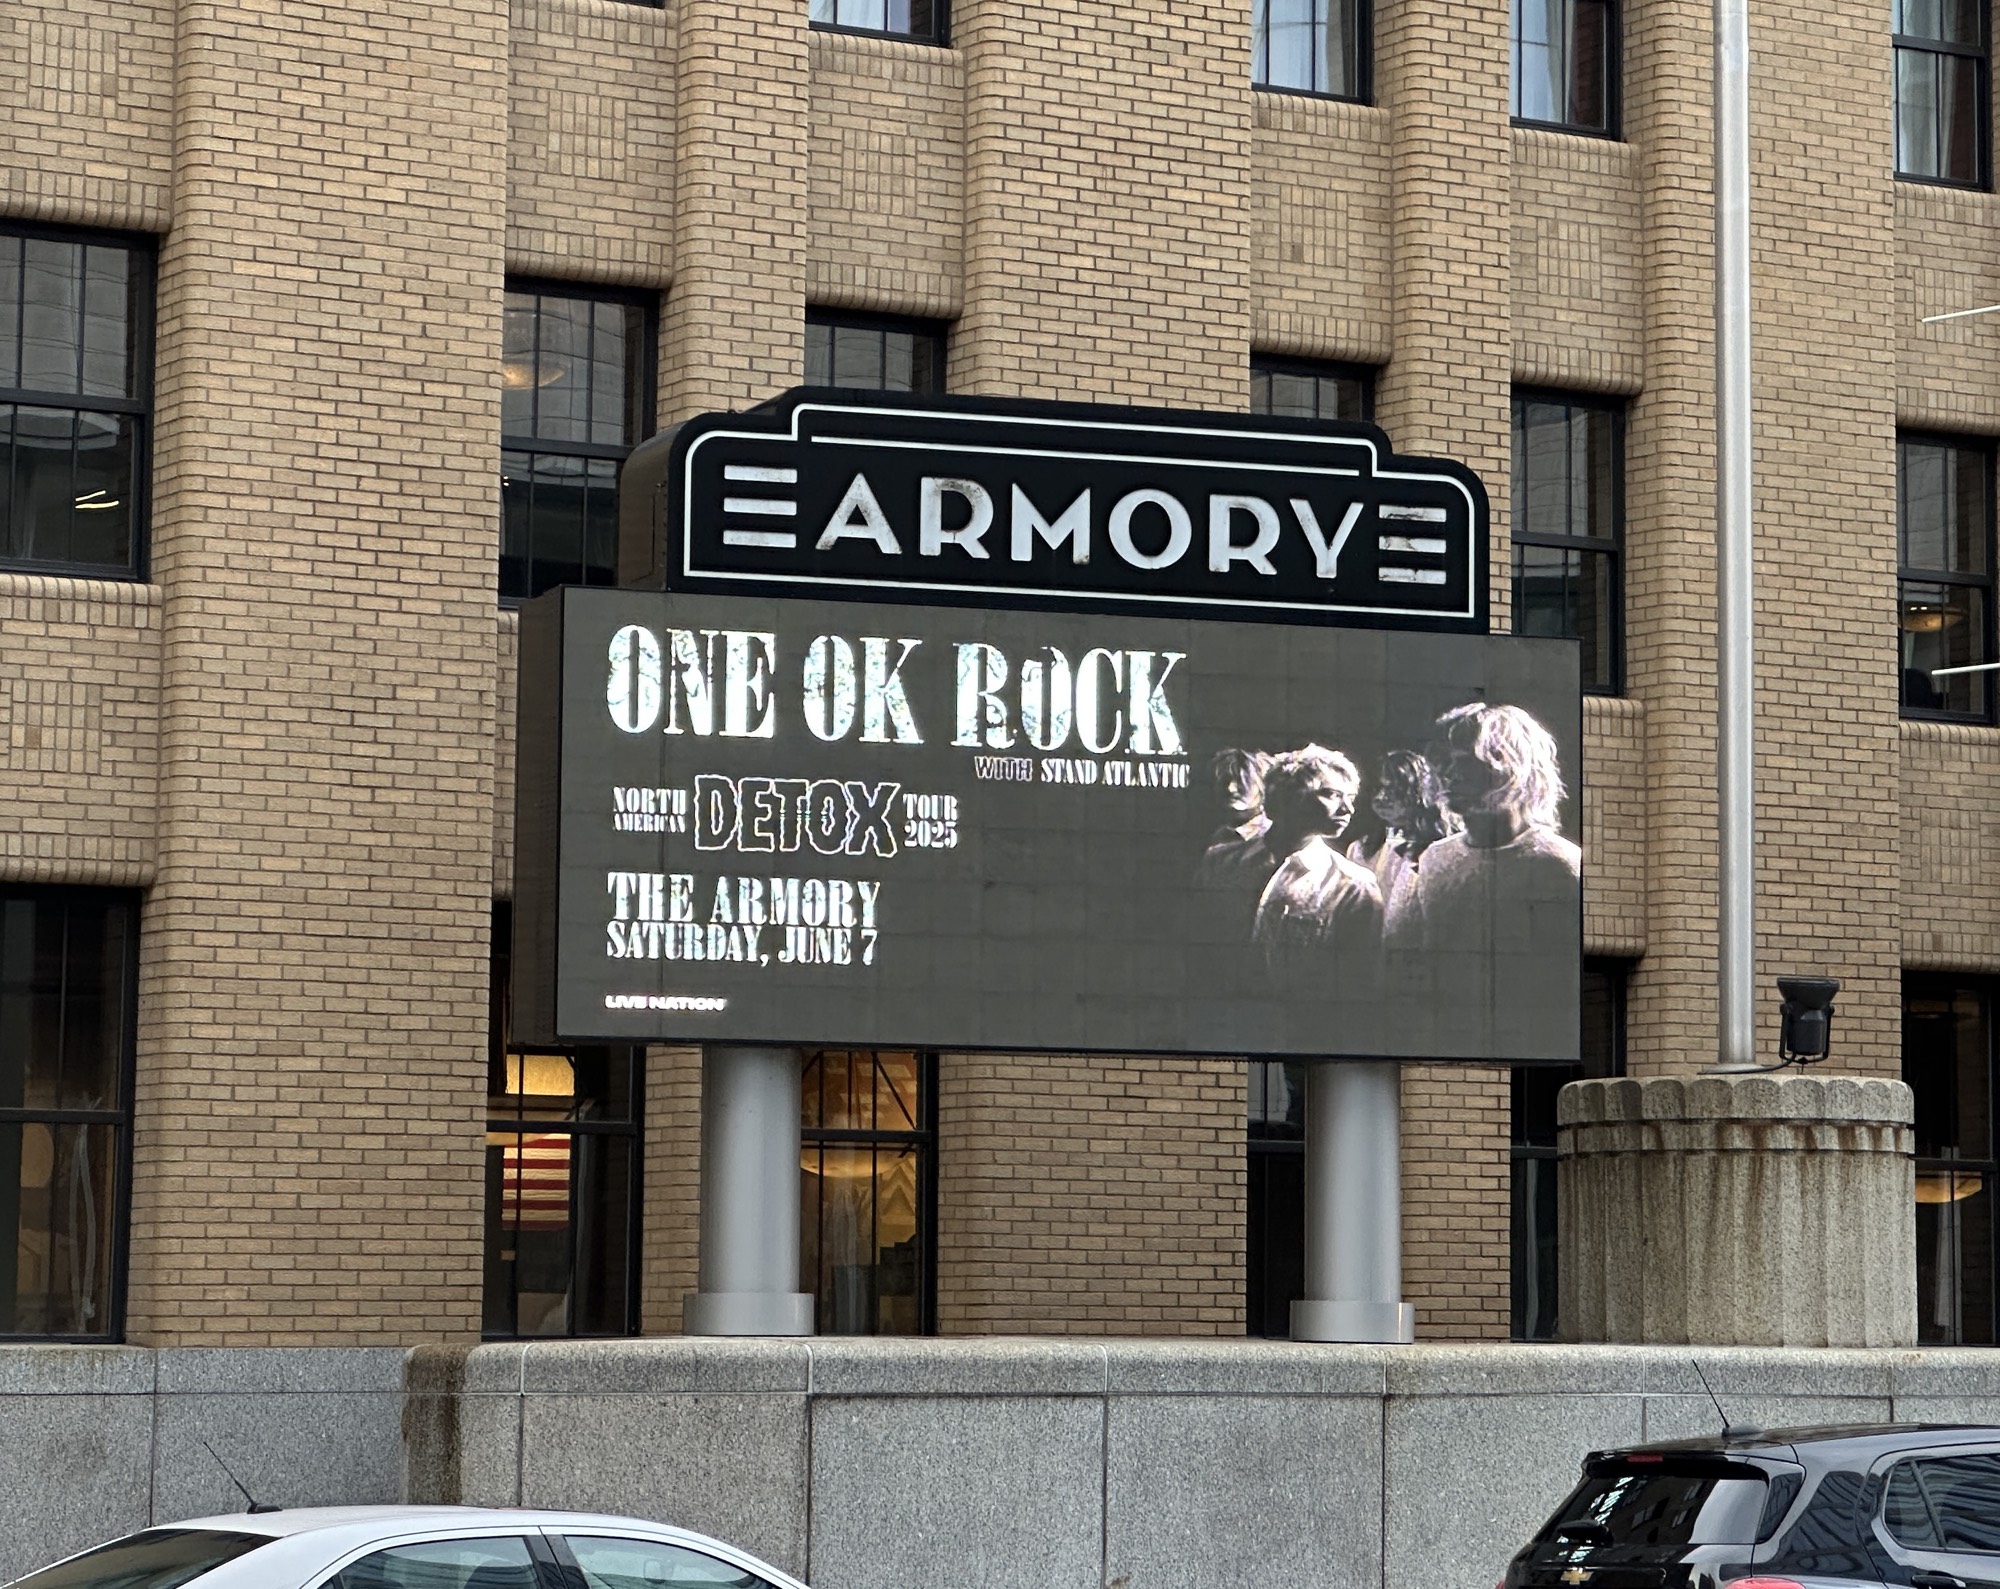 ARMORY
ONE OK ROCK
WITH STAND ATLANTIC
NORTH AMERICAN DETOX TOUR 2025
THE ARMORY
SATURDAY, JUNE 7
LIVE NATION